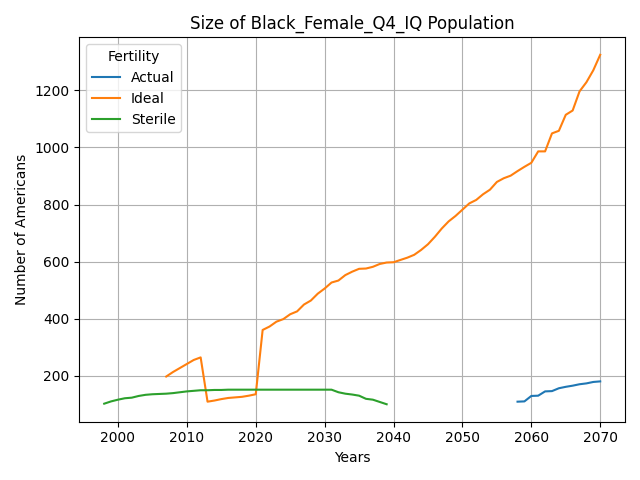 Size of Black_Female_Q4_IQ Population
Fertility
Actual
Ideal
Sterile
Number of Americans
1200
1000
800
600
400
200
2000 2010 2020 2030 2040 2050 2060 2070
Years